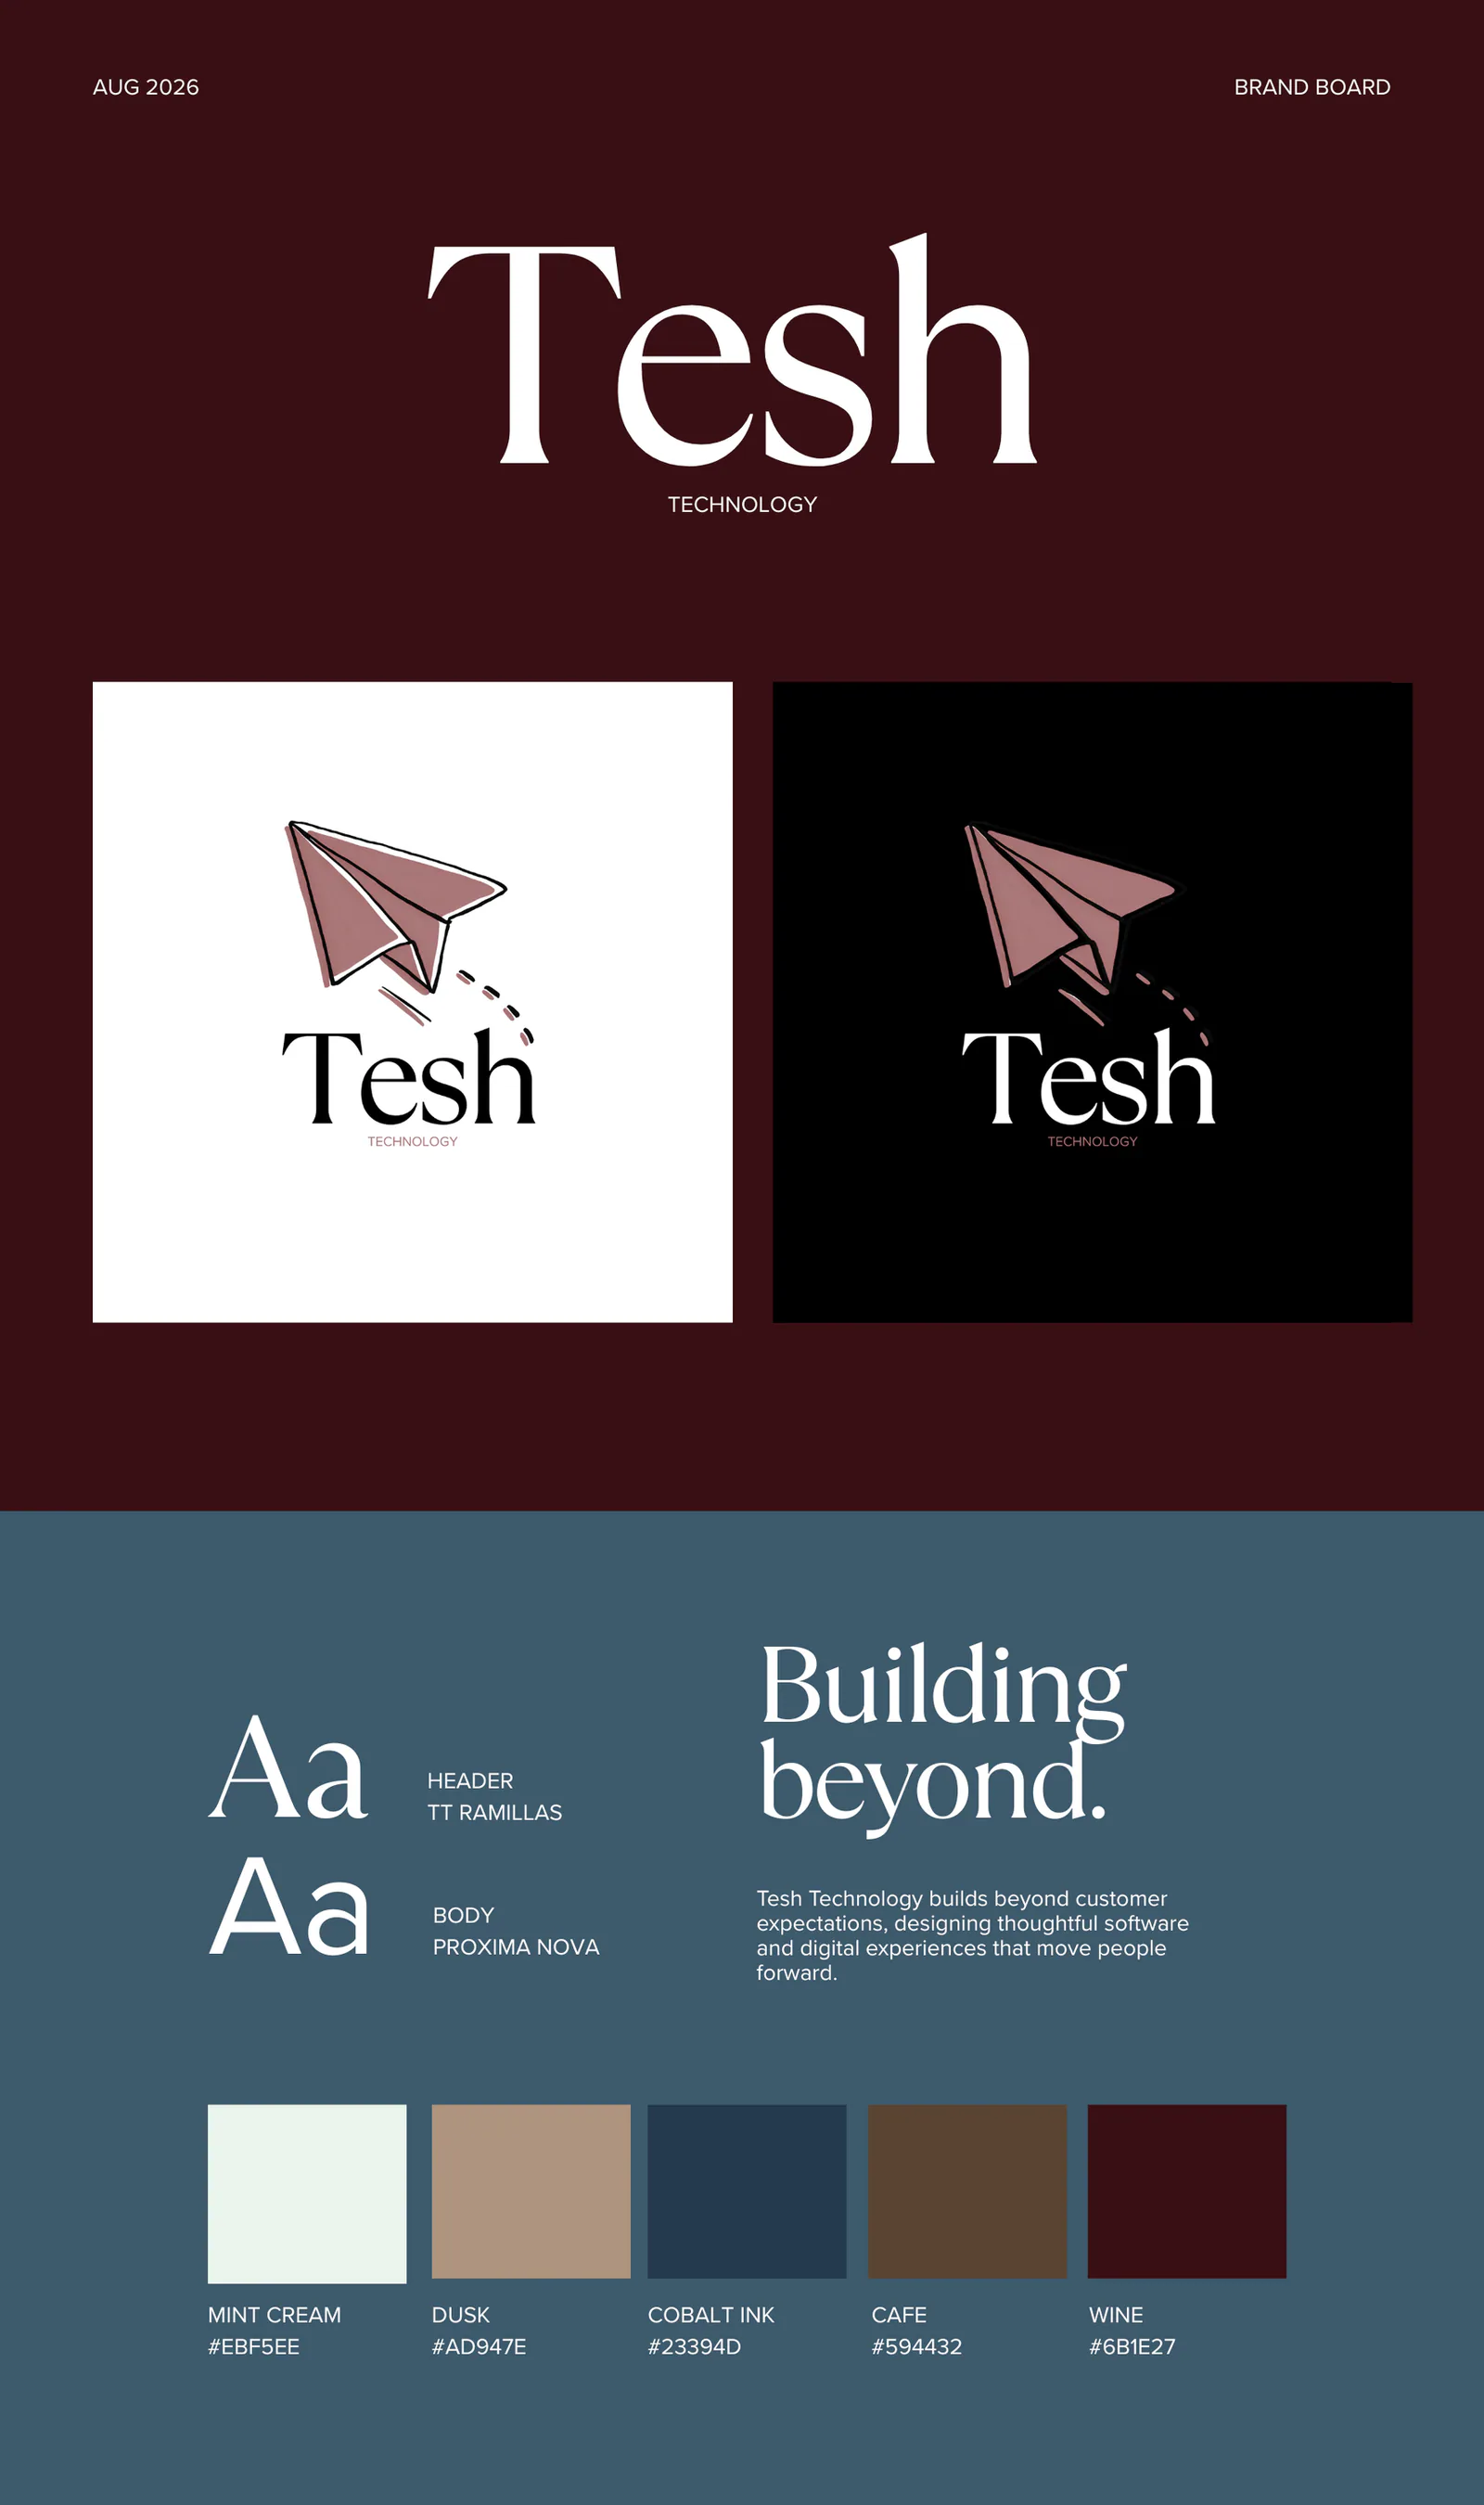 AUG 2026
BRAND BOARD
Tesh
TECHNOLOGY
Tesh
TECHNOLOGY
Tesh
TECHNOLOGY
Aa
HEADER
TT RAMILLAS
Aa
BODY
PROXIMA NOVA
Building
beyond.
Tesh Technology builds beyond customer
expectations, designing thoughtful software
and digital experiences that move people
forward.
MINT CREAM
#EBF5EE
DUSK
#AD947E
COBALT INK
#23394D
CAFE
#594432
WINE
#6B1E27